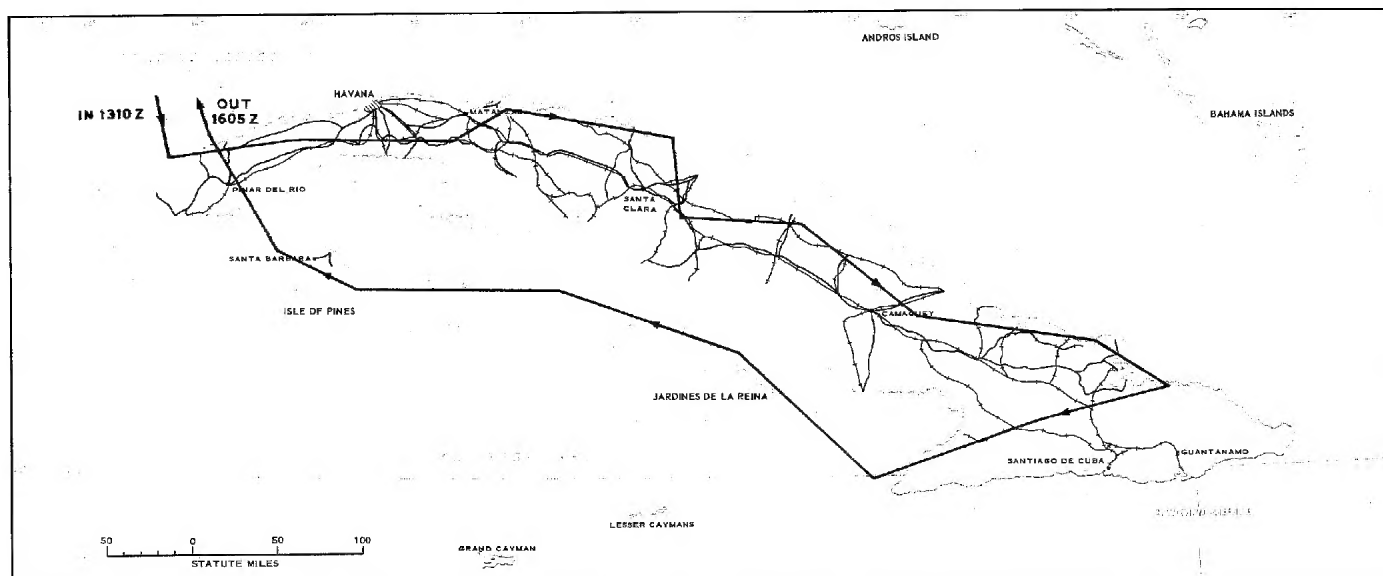 ANDROS ISLAND
HAVANA
IN 1310 Z
OUT
1605 Z
BAHAMA ISLANDS
PINAR DEL RIO
SANTA
CLARA
SANTA BARBARA
ISLE OF PINES
CAMAGUEY
JARDINES DE LA REINA
GUANTANAMO
SANTIAGO DE CUBA
LESSER CAYMANS
GRAND CAYMAN
50 0 50 100
STATUTE MILES